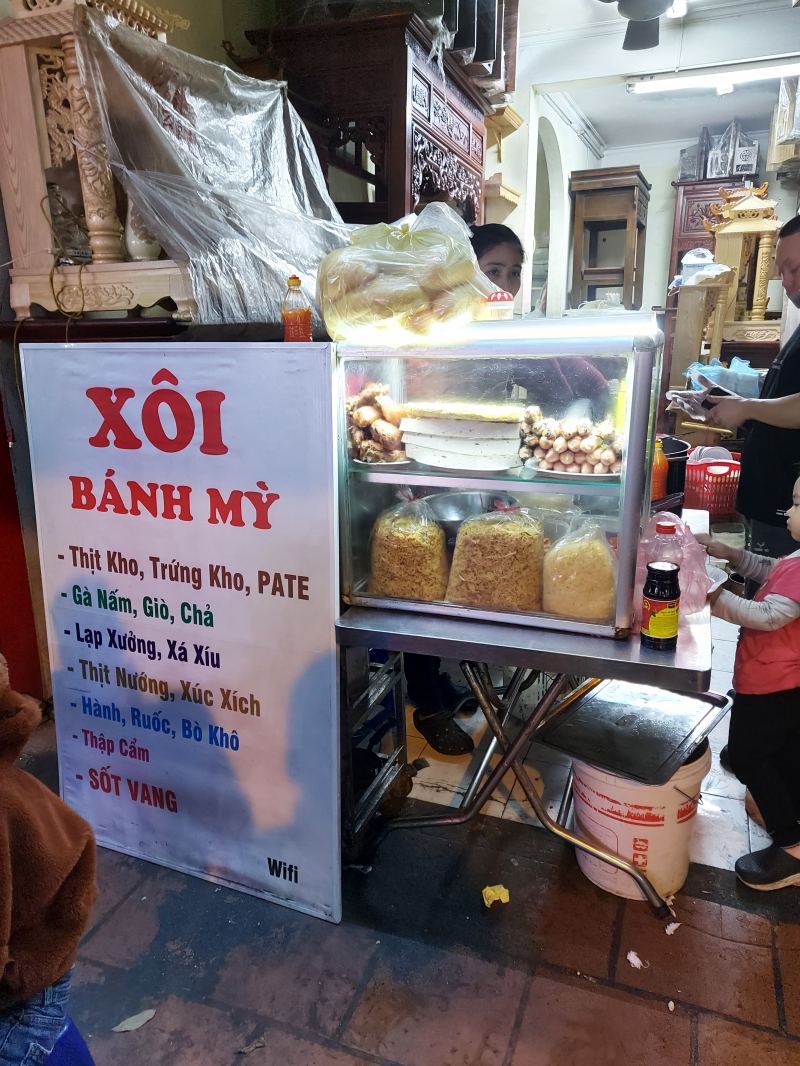 XÔI
BÁNH MỲ
- Thịt Kho, Trứng Kho, PATE
- Gà Nấm, Giò, Chả
- Lạp Xưởng, Xá Xíu
- Thịt Nướng, Xúc Xích
- Hành, Ruốc, Bò Khô
- Thập Cẩm
- SỐT VANG
Wifi